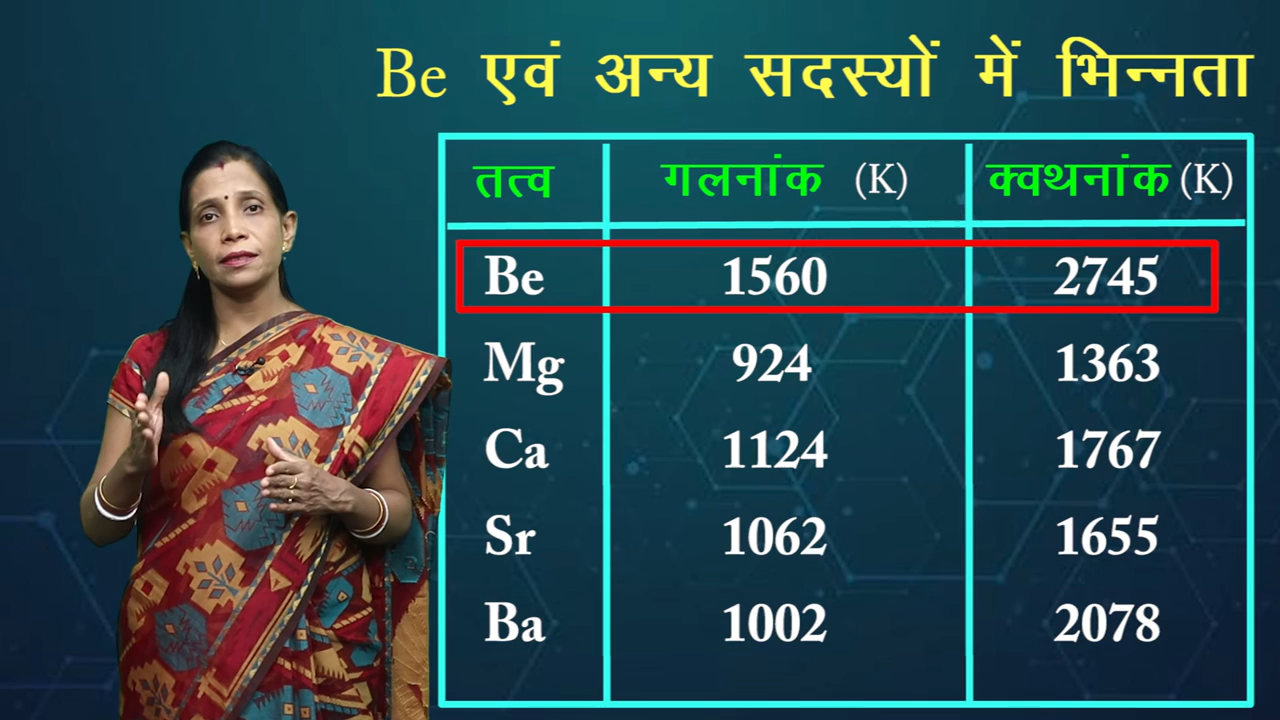 Be एवं अन्य सदस्यों में भिन्नता
तत्व गलनांक (K) क्वथनांक (K)
Be 1560 2745
Mg 924 1363
Ca 1124 1767
Sr 1062 1655
Ba 1002 2078